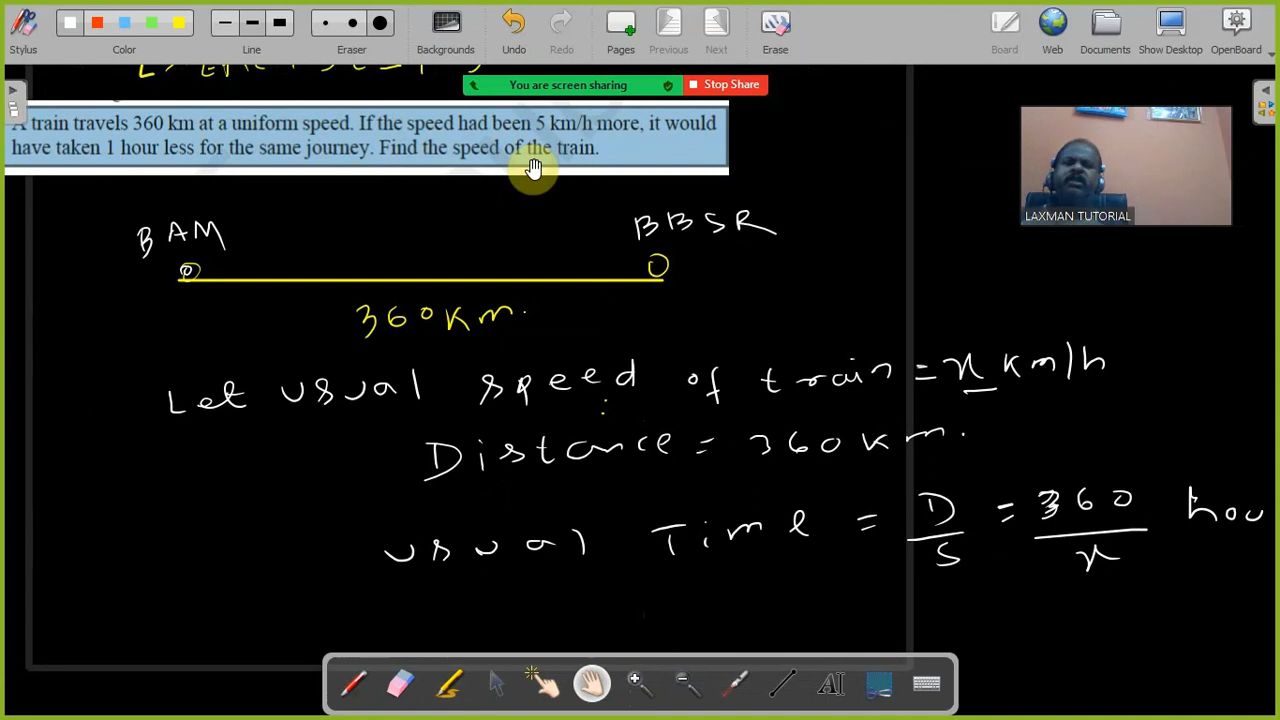 Stylus Color Line Eraser Backgrounds Undo Redo Pages Previous Next Erase Board Web Documents Show Desktop OpenBoard
You are screen sharing Stop Share
A train travels 360 km at a uniform speed. If the speed had been 5 km/h more, it would
have taken 1 hour less for the same journey. Find the speed of the train.
LAXMAN TUTORIAL
BAM BBSR
360 km.
Let usual speed of train = x km/h
Distance = 360 km.
usual Time = D/S = 360/x hou